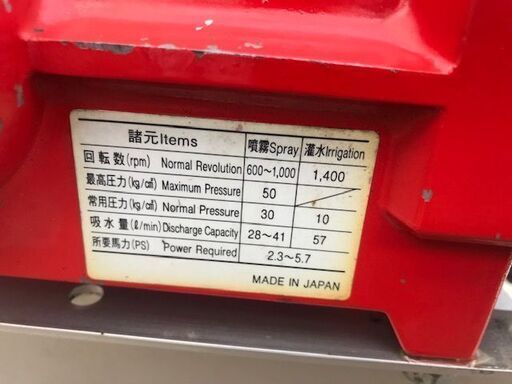 諸元Items 噴霧Spray 灌水Irrigation
回転数(rpm) Normal Revolution 600～1,000 1,400
最高圧力(kg/c㎡) Maximum Pressure 50
常用圧力(kg/c㎡) Normal Pressure 30 10
吸水量(ℓ/min) Discharge Capacity 28～41 57
所要馬力(PS) Power Required 2.3～5.7
MADE IN JAPAN